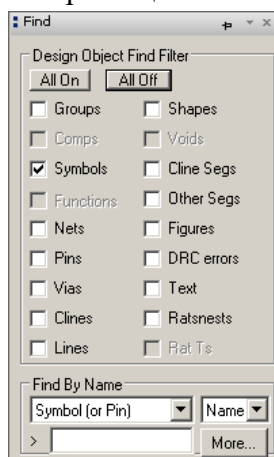 Find
Design Object Find Filter
All On All Off
Groups Shapes
Comps Voids
Symbols Cline Segs
Functions Other Segs
Nets Figures
Pins DRC errors
Vias Text
Clines Ratsnests
Lines Rat Ts
Find By Name
Symbol (or Pin) Name
> More...